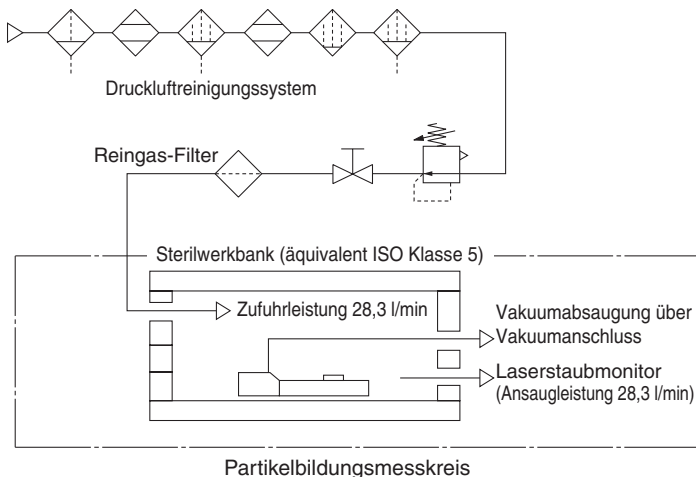 Druckluftreinigungssystem
Reingas-Filter
Sterilwerkbank (äquivalent ISO Klasse 5)
Zufuhrleistung 28,3 l/min
Vakuumabsaugung über
Vakuumanschluss
Laserstaubmonitor
(Ansaugleistung 28,3 l/min)
Partikelbildungsmesskreis